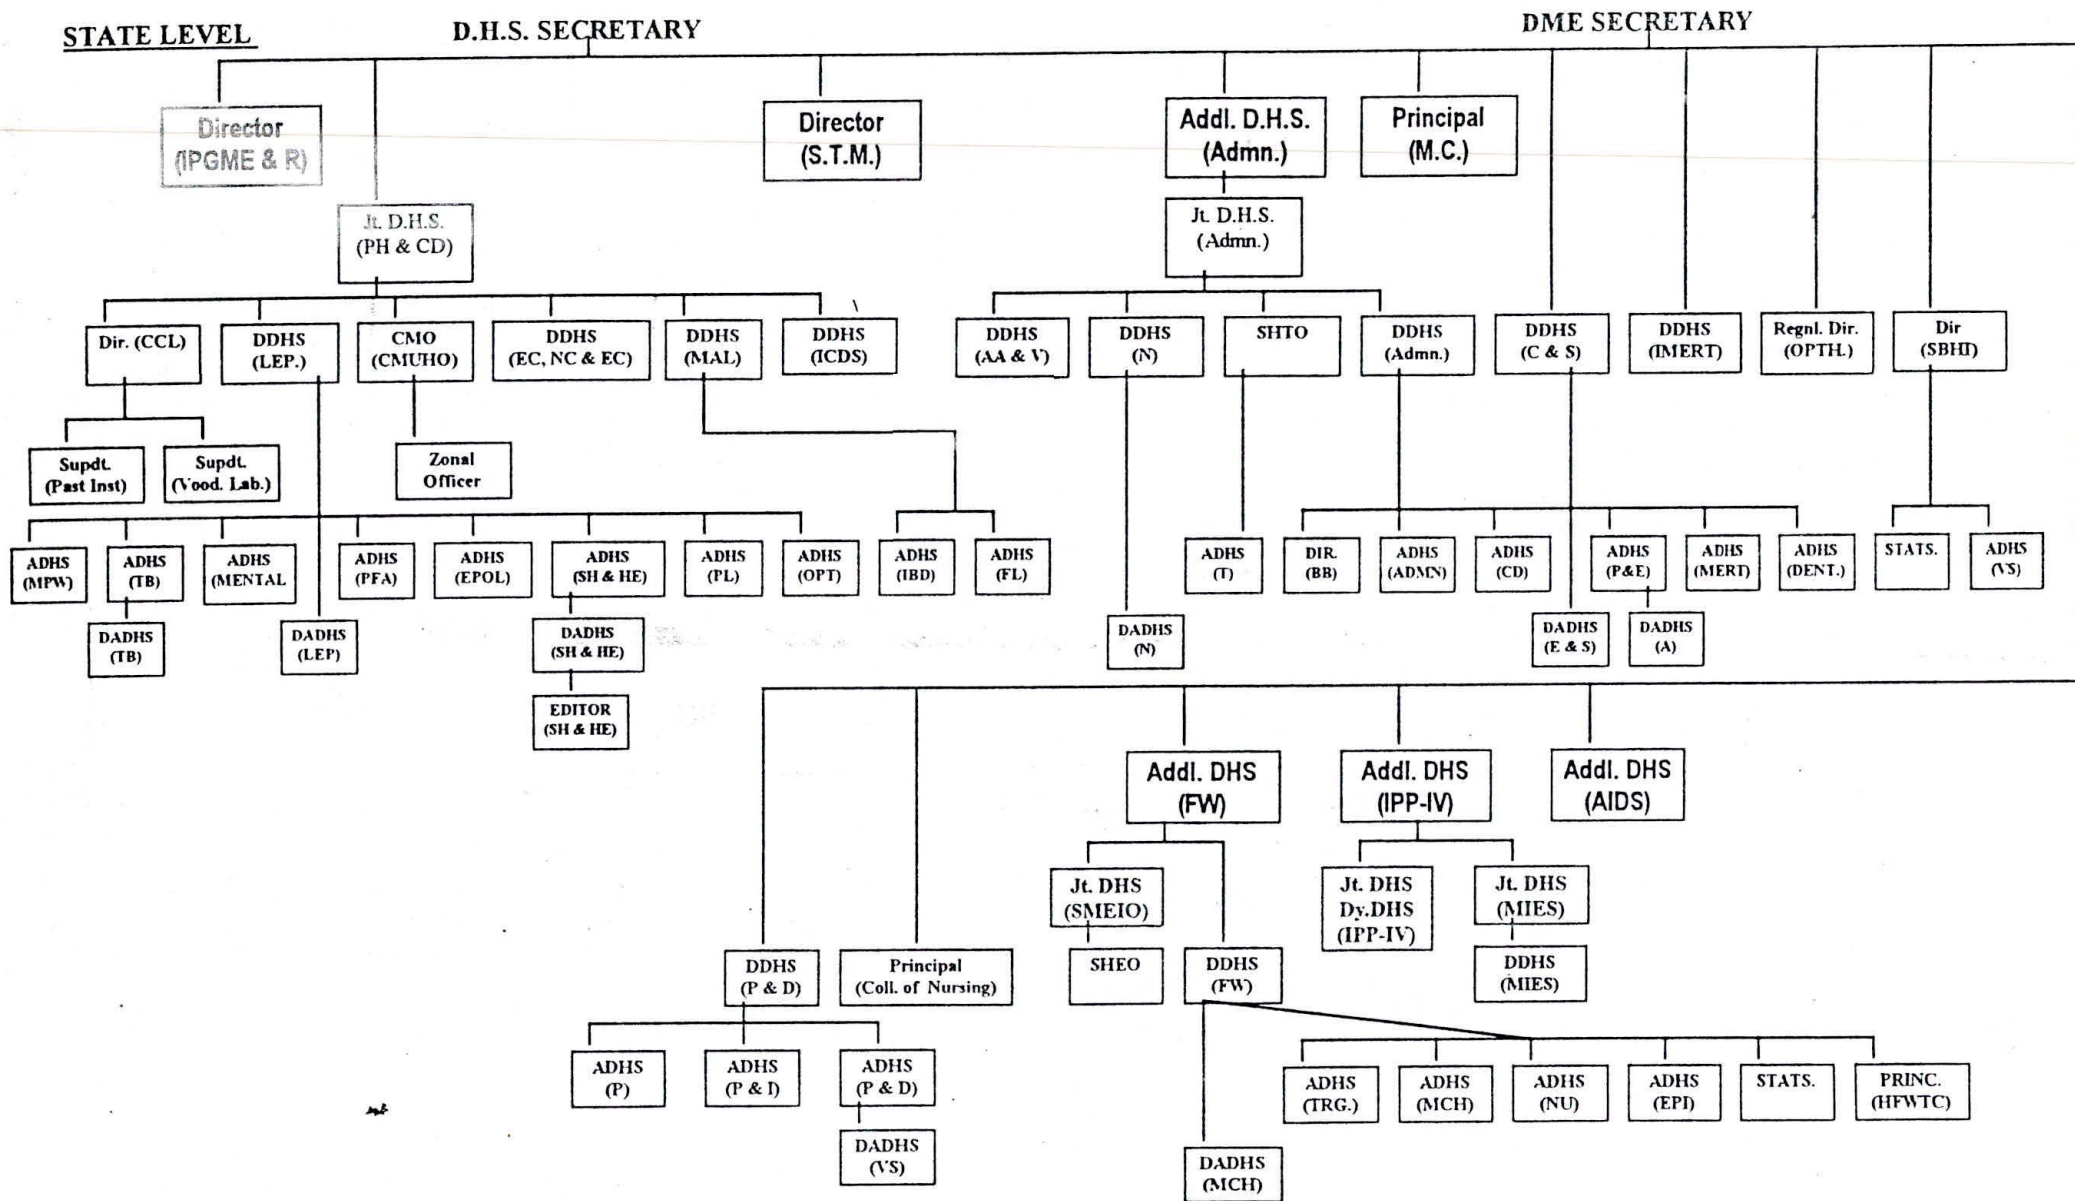 STATE LEVEL
D.H.S. SECRETARY
DME SECRETARY
Director
(IPGME & R)
Director
(S.T.M.)
Addl. D.H.S.
(Admn.)
Principal
(M.C.)
Jt. D.H.S.
(PH & CD)
Jt. D.H.S.
(Admn.)
Dir. (CCL)
DDHS
(LEP.)
CMO
(CMUHO)
DDHS
(EC, NC & EC)
DDHS
(MAL)
DDHS
(ICDS)
DDHS
(AA & V)
DDHS
(N)
SHTO
DDHS
(Admn.)
DDHS
(C & S)
DDHS
(IMERT)
Regnl. Dir.
(OPTH.)
Dir
(SBHI)
Supdt.
(Past Inst)
Supdt.
(Vood. Lab.)
Zonal
Officer
ADHS
(MPW)
ADHS
(TB)
ADHS
(MENTAL
ADHS
(PFA)
ADHS
(EPOL)
ADHS
(SH & HE)
ADHS
(PL)
ADHS
(OPT)
ADHS
(IBD)
ADHS
(FL)
ADHS
(T)
DIR.
(BB)
ADHS
(ADMN)
ADHS
(CD)
ADHS
(P&E)
ADHS
(MERT)
ADHS
(DENT.)
STATS.
ADHS
(VS)
DADHS
(TB)
DADHS
(LEP)
DADHS
(SH & HE)
DADHS
(N)
DADHS
(E & S)
DADHS
(A)
EDITOR
(SH & HE)
Addl. DHS
(FW)
Addl. DHS
(IPP-IV)
Addl. DHS
(AIDS)
Jt. DHS
(SMEIO)
Jt. DHS
Dy.DHS
(IPP-IV)
Jt. DHS
(MIES)
DDHS
(P & D)
Principal
(Coll. of Nursing)
SHEO
DDHS
(FW)
DDHS
(MIES)
ADHS
(P)
ADHS
(P & I)
ADHS
(P & D)
ADHS
(TRG.)
ADHS
(MCH)
ADHS
(NU)
ADHS
(EPI)
STATS.
PRINC.
(HFWTC)
DADHS
(VS)
DADHS
(MCH)